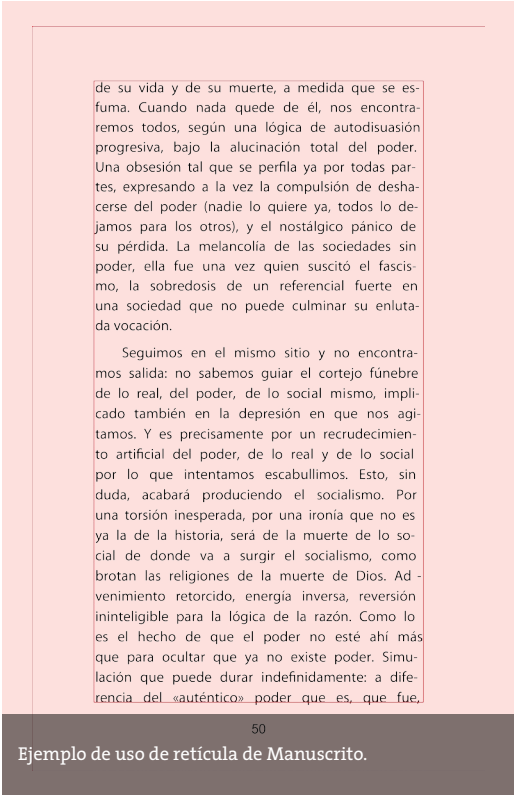 de su vida y de su muerte, a medida que se es-
fuma. Cuando nada quede de él, nos encontra-
remos todos, según una lógica de autodisuasión
progresiva, bajo la alucinación total del poder.
Una obsesión tal que se perfila ya por todas par-
tes, expresando a la vez la compulsión de desha-
cerse del poder (nadie lo quiere ya, todos lo de-
jamos para los otros), y el nostálgico pánico de
su pérdida. La melancolía de las sociedades sin
poder, ella fue una vez quien suscitó el fascis-
mo, la sobredosis de un referencial fuerte en
una sociedad que no puede culminar su enluta-
da vocación.
Seguimos en el mismo sitio y no encontra-
mos salida: no sabemos guiar el cortejo fúnebre
de lo real, del poder, de lo social mismo, impli-
cado también en la depresión en que nos agi-
tamos. Y es precisamente por un recrudecimien-
to artificial del poder, de lo real y de lo social
por lo que intentamos escabullimos. Esto, sin
duda, acabará produciendo el socialismo. Por
una torsión inesperada, por una ironía que no es
ya la de la historia, será de la muerte de lo so-
cial de donde va a surgir el socialismo, como
brotan las religiones de la muerte de Dios. Ad -
venimiento retorcido, energía inversa, reversión
ininteligible para la lógica de la razón. Como lo
es el hecho de que el poder no esté ahí más
que para ocultar que ya no existe poder. Simu-
lación que puede durar indefinidamente: a dife-
rencia del «auténtico» poder que es, que fue,
50
Ejemplo de uso de retícula de Manuscrito.